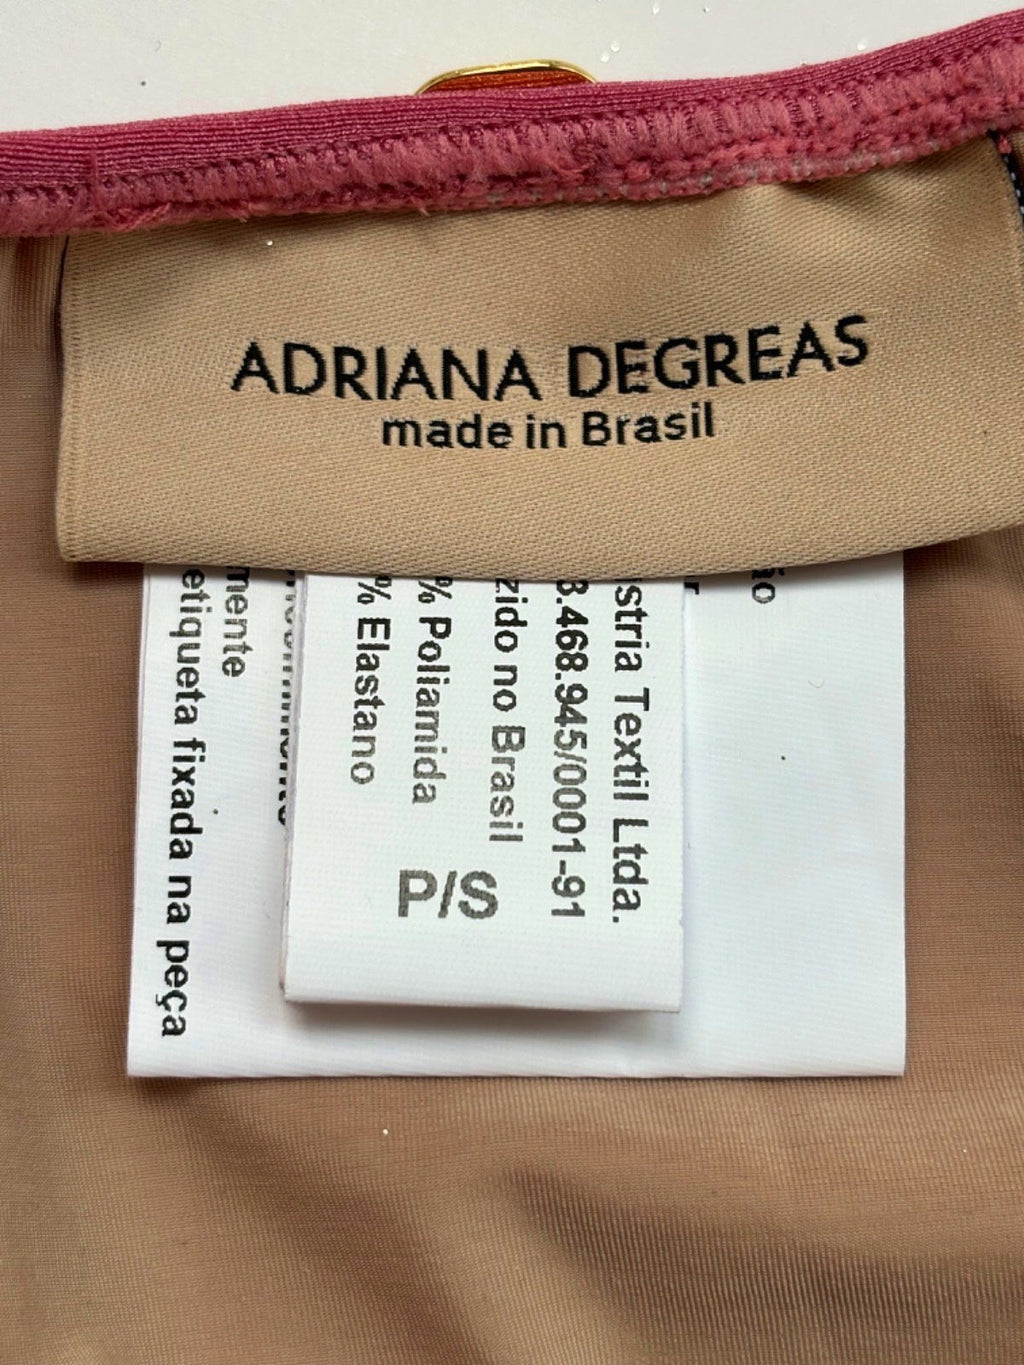 ADRIANA DEGREAS
made in Brasil
stria Textil Ltda.
3.468.945/0001-91
zido no Brasil
% Poliamida
% Elastano
P/S
ão
r
mente
etiqueta fixada na peça